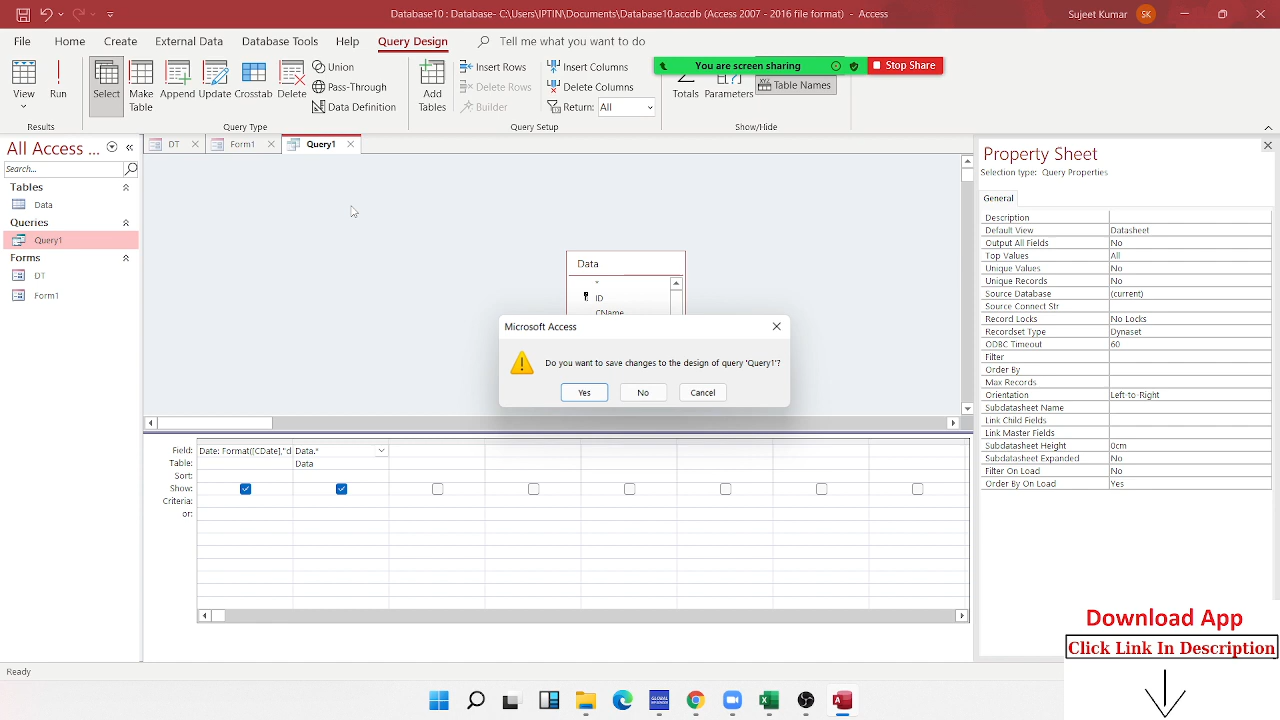 Database10 : Database- C:\Users\IPTIN\Documents\Database10.accdb (Access 2007 - 2016 file format) - Access
Sujeet Kumar
SK
File
Home
Create
External Data
Database Tools
Help
Query Design
Tell me what you want to do
View
Run
Select
Make Table
Append
Update
Crosstab
Delete
Union
Pass-Through
Data Definition
Add Tables
Insert Rows
Delete Rows
Builder
Insert Columns
Delete Columns
Return: All
Totals
Parameters
Table Names
You are screen sharing
Stop Share
Results
Query Type
Query Setup
Show/Hide
All Access ...
Search...
Tables
Data
Queries
Query1
Forms
DT
Form1
DT
Form1
Query1
Data
ID
CName
Microsoft Access
Do you want to save changes to the design of query 'Query1'?
Yes
No
Cancel
Field: Date: Format([CDate],"d Data.*
Table: Data
Sort:
Show:
Criteria:
or:
Property Sheet
Selection type: Query Properties
General
Description
Default View Datasheet
Output All Fields No
Top Values All
Unique Values No
Unique Records No
Source Database (current)
Source Connect Str
Record Locks No Locks
Recordset Type Dynaset
ODBC Timeout 60
Filter
Order By
Max Records
Orientation Left-to-Right
Subdatasheet Name
Link Child Fields
Link Master Fields
Subdatasheet Height 0cm
Subdatasheet Expanded No
Filter On Load No
Order By On Load Yes
Download App
Click Link In Description
Ready